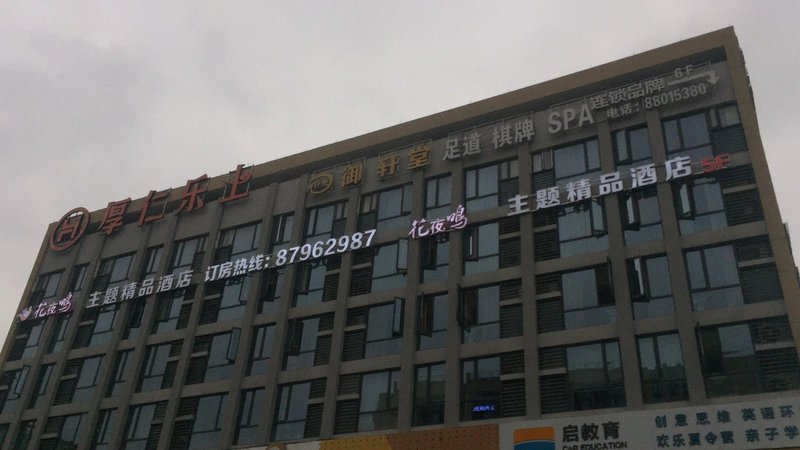 厚仁乐上
御轩堂 足道 棋牌 SPA 连锁品牌 6F
电话:88015380
花夜鸣 主题精品酒店 订房热线:87962987
花夜鸣 主题精品酒店 5F
启教育
EDUCATION
创意思维 英语环
欢乐夏令营 亲子学